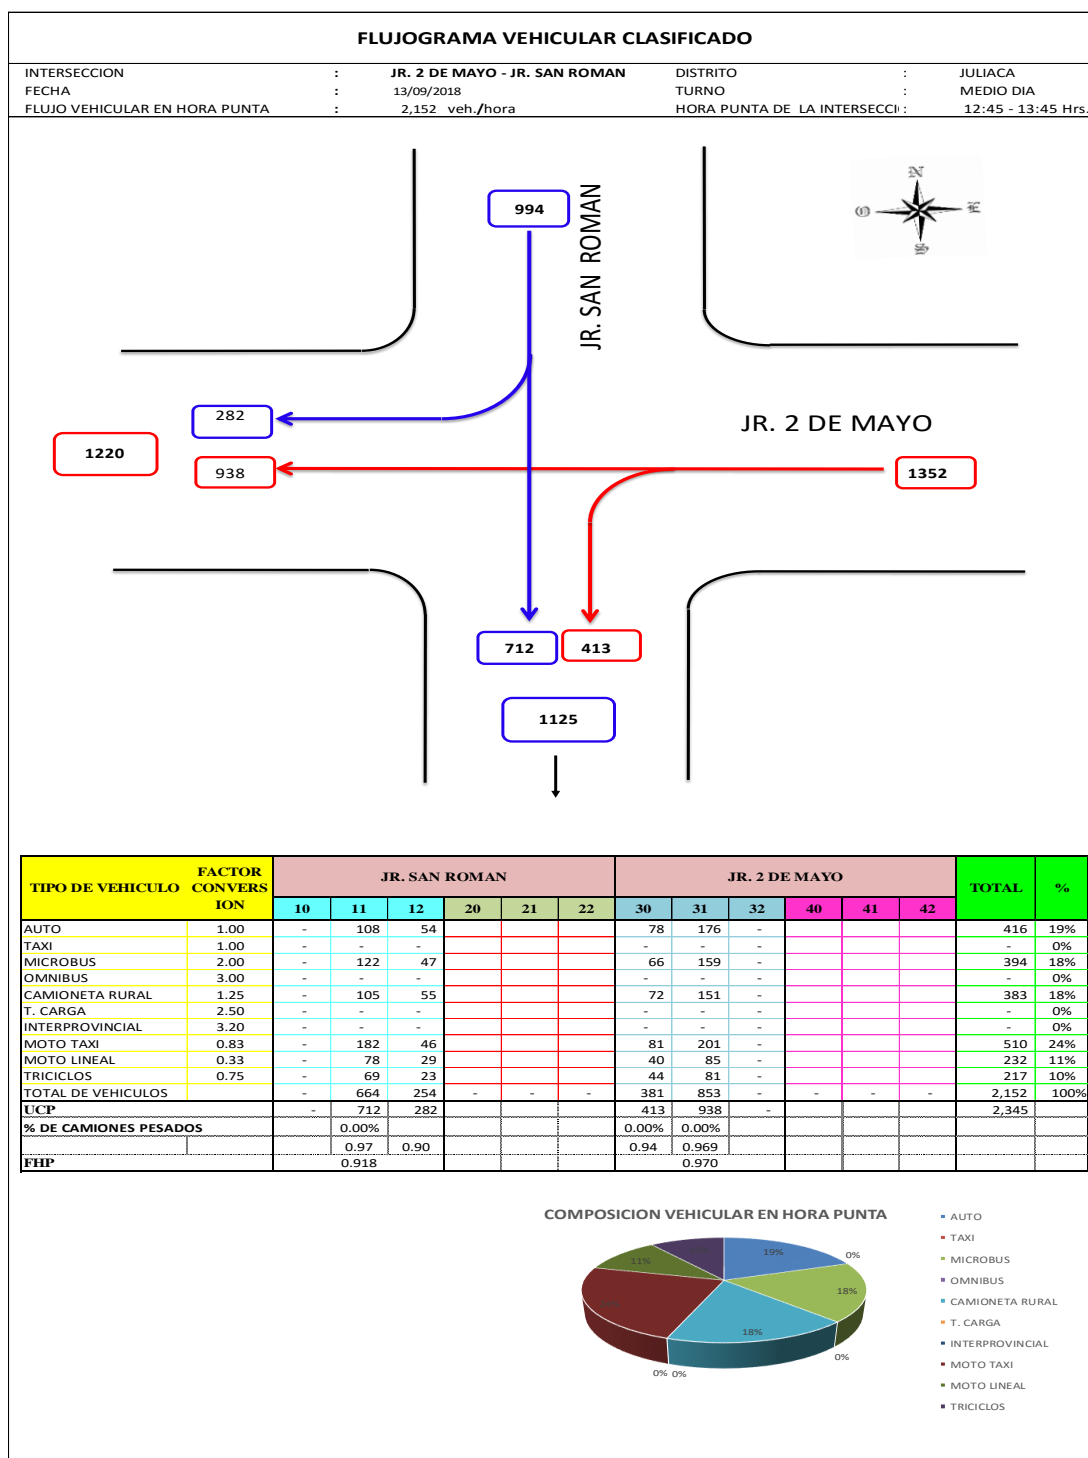 FLUJOGRAMA VEHICULAR CLASIFICADO
INTERSECCION : JR. 2 DE MAYO - JR. SAN ROMAN DISTRITO : JULIACA
FECHA : 13/09/2018 TURNO : MEDIO DIA
FLUJO VEHICULAR EN HORA PUNTA : 2,152 veh./hora HORA PUNTA DE LA INTERSECCI : 12:45 - 13:45 Hrs.
N
O E
S
994
JR. SAN ROMAN
282
JR. 2 DE MAYO
1220
938
1352
712 413
1125
TIPO DE VEHICULO FACTOR CONVERSION JR. SAN ROMAN JR. 2 DE MAYO TOTAL %
10 11 12 20 21 22 30 31 32 40 41 42
AUTO 1.00 - 108 54 78 176 - 416 19%
TAXI 1.00 - - - - - - - 0%
MICROBUS 2.00 - 122 47 66 159 - 394 18%
OMNIBUS 3.00 - - - - - - - 0%
CAMIONETA RURAL 1.25 - 105 55 72 151 - 383 18%
T. CARGA 2.50 - - - - - - - 0%
INTERPROVINCIAL 3.20 - - - - - - - 0%
MOTO TAXI 0.83 - 182 46 81 201 - 510 24%
MOTO LINEAL 0.33 - 78 29 40 85 - 232 11%
TRICICLOS 0.75 - 69 23 44 81 - 217 10%
TOTAL DE VEHICULOS - 664 254 - - - 381 853 - - - - 2,152 100%
UCP - 712 282 413 938 - 2,345
% DE CAMIONES PESADOS 0.00% 0.00% 0.00%
0.97 0.90 0.94 0.969
FHP 0.918 0.970
COMPOSICION VEHICULAR EN HORA PUNTA
19%
0%
18%
0%
18%
0%
0%
11%
AUTO
TAXI
MICROBUS
OMNIBUS
CAMIONETA RURAL
T. CARGA
INTERPROVINCIAL
MOTO TAXI
MOTO LINEAL
TRICICLOS